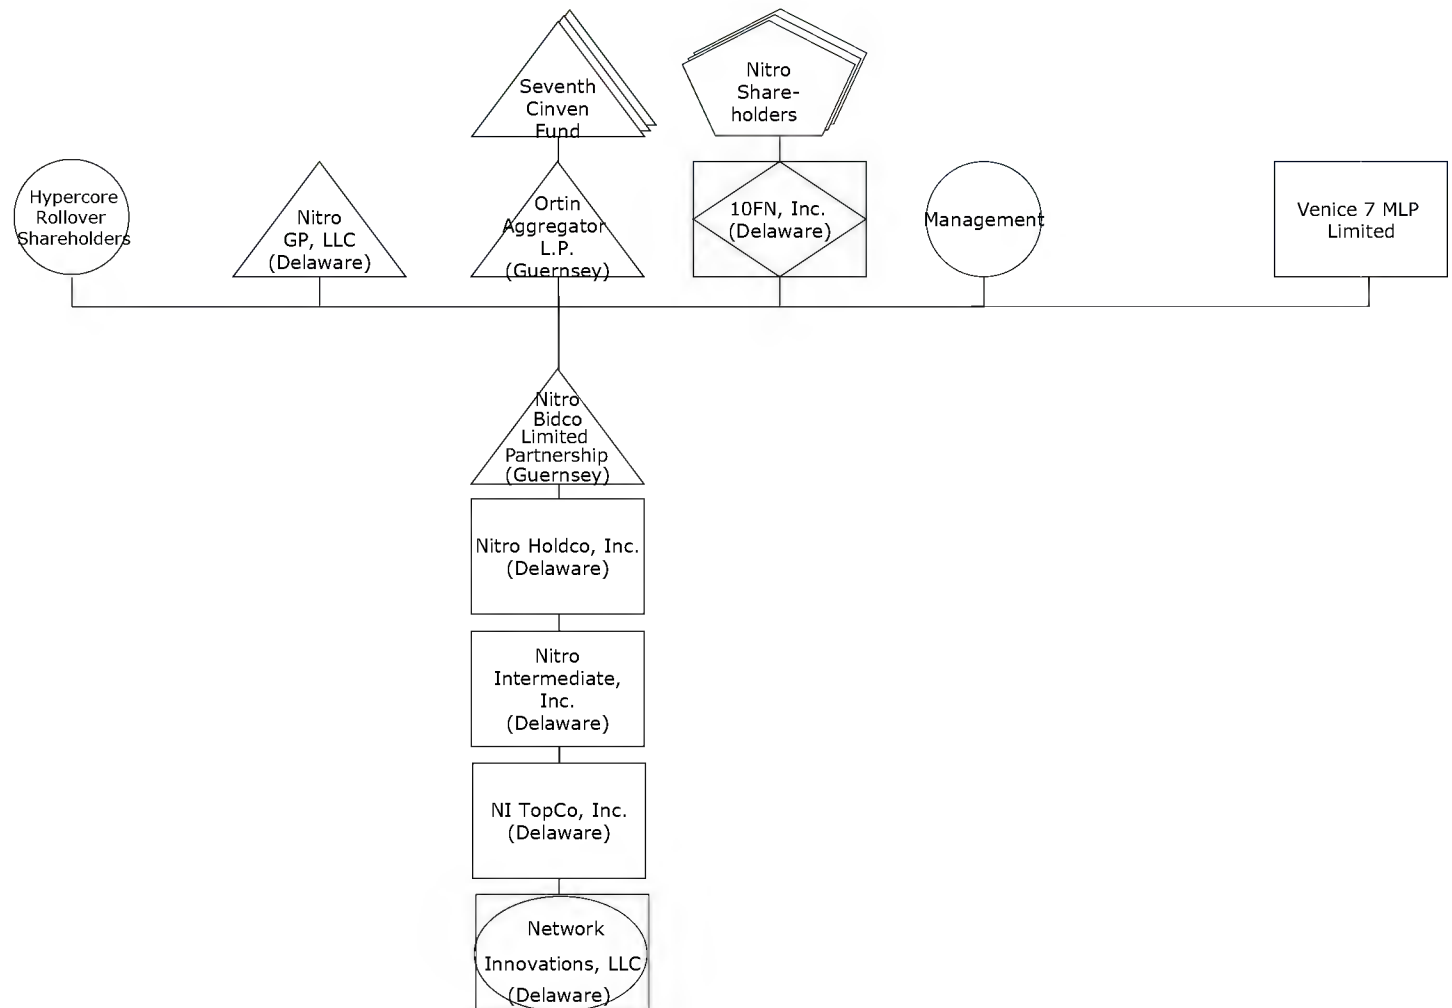 Seventh
Cinven
Fund
Nitro
Share-
holders
Hypercore
Rollover
Shareholders
Nitro
GP, LLC
(Delaware)
Ortin
Aggregator
L.P.
(Guernsey)
10FN, Inc.
(Delaware)
Management
Venice 7 MLP
Limited
Nitro
Bidco
Limited
Partnership
(Guernsey)
Nitro Holdco, Inc.
(Delaware)
Nitro
Intermediate,
Inc.
(Delaware)
NI TopCo, Inc.
(Delaware)
Network
Innovations, LLC
(Delaware)